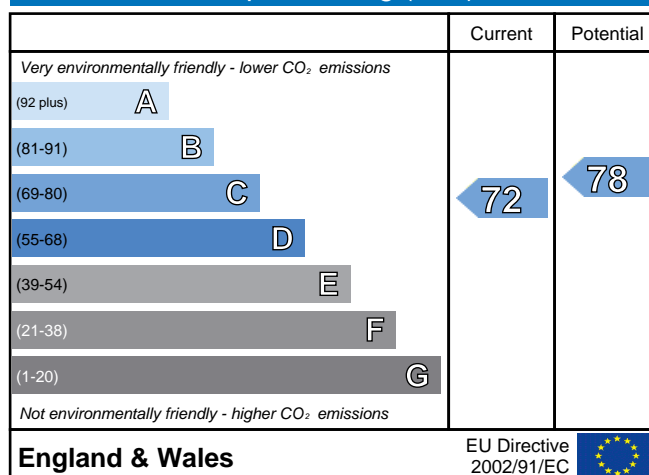 Current Potential
Very environmentally friendly - lower CO₂ emissions
(92 plus) A
(81-91) B
(69-80) C
72 78
(55-68) D
(39-54) E
(21-38) F
(1-20) G
Not environmentally friendly - higher CO₂ emissions
England & Wales
EU Directive
2002/91/EC